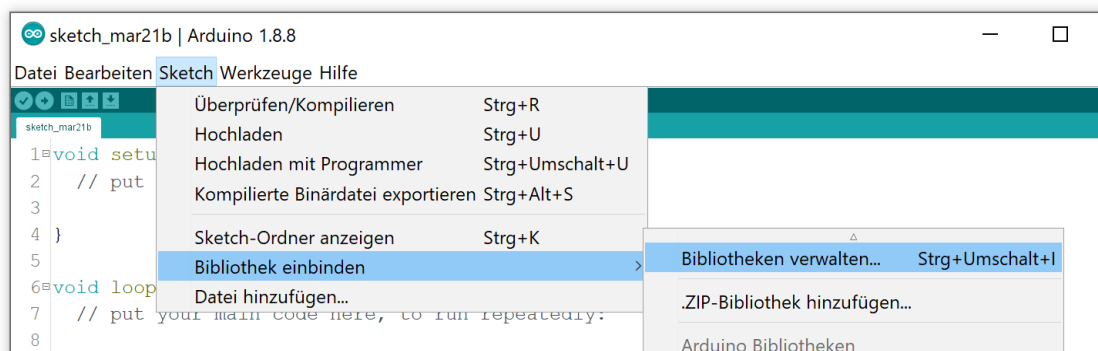 sketch_mar21b | Arduino 1.8.8
Datei Bearbeiten Sketch Werkzeuge Hilfe
sketch_mar21b
Überprüfen/Kompilieren Strg+R
Hochladen Strg+U
Hochladen mit Programmer Strg+Umschalt+U
Kompilierte Binärdatei exportieren Strg+Alt+S
Sketch-Ordner anzeigen Strg+K
Bibliothek einbinden
Datei hinzufügen...
Bibliotheken verwalten... Strg+Umschalt+I
.ZIP-Bibliothek hinzufügen...
Arduino Bibliotheken
1 void setu
2 // put
3
4 }
5
6 void loop
7 // put your main code here, to run repeatedly:
8